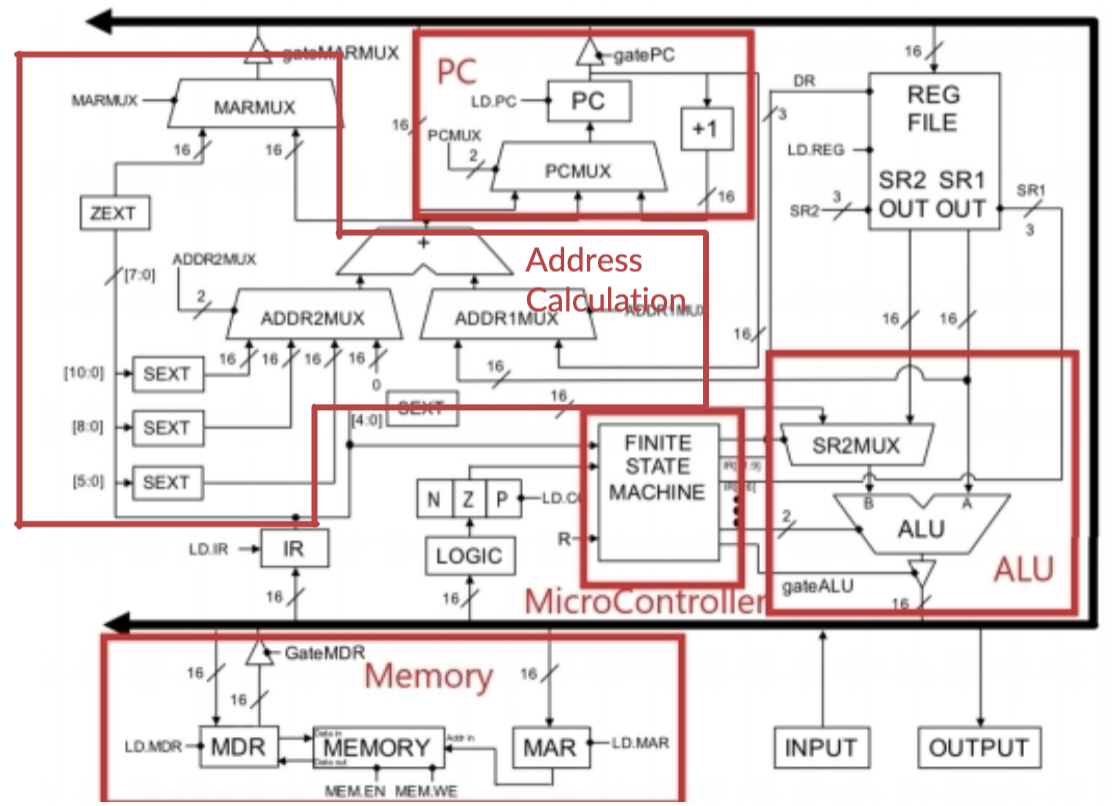 gateMARMUX
MARMUX
MARMUX
16
16
ZEXT
[7:0]
PC
gatePC
LD.PC
PC
+1
16
PCMUX
2
PCMUX
16
16
DR
3
REG
FILE
LD.REG
SR2 SR1
OUT OUT
SR2
3
SR1
3
+
Address
Calculation
ADDR2MUX
2
ADDR2MUX
ADDR1MUX
ADDR1MUX
16
16
16
16
16
16
16
0
[10:0]
SEXT
16
SEXT
16
[8:0]
SEXT
[4:0]
[5:0]
SEXT
FINITE
STATE
MACHINE
SR2MUX
B
A
ALU
2
gateALU
ALU
16
N Z P
R
LD.IR
IR
LOGIC
16
16
MicroController
GateMDR
Memory
16
16
16
LD.MDR
MDR
Data in
Data out
MEMORY
Addr in
MAR
LD.MAR
MEM.EN MEM.WE
INPUT
OUTPUT